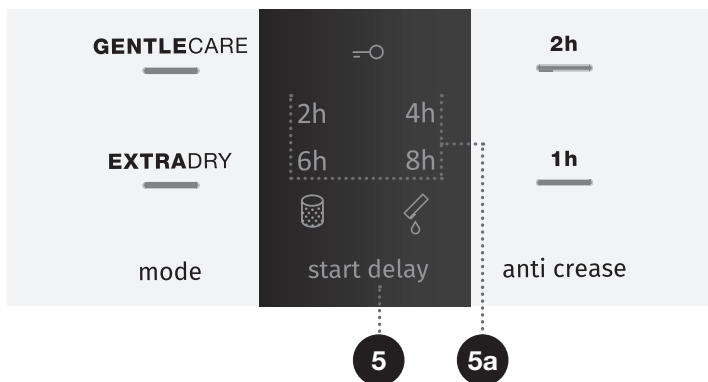 GENTLECARE
2h
2h 4h
EXTRADRY
6h 8h
1h
mode
start delay
anti crease
5
5a